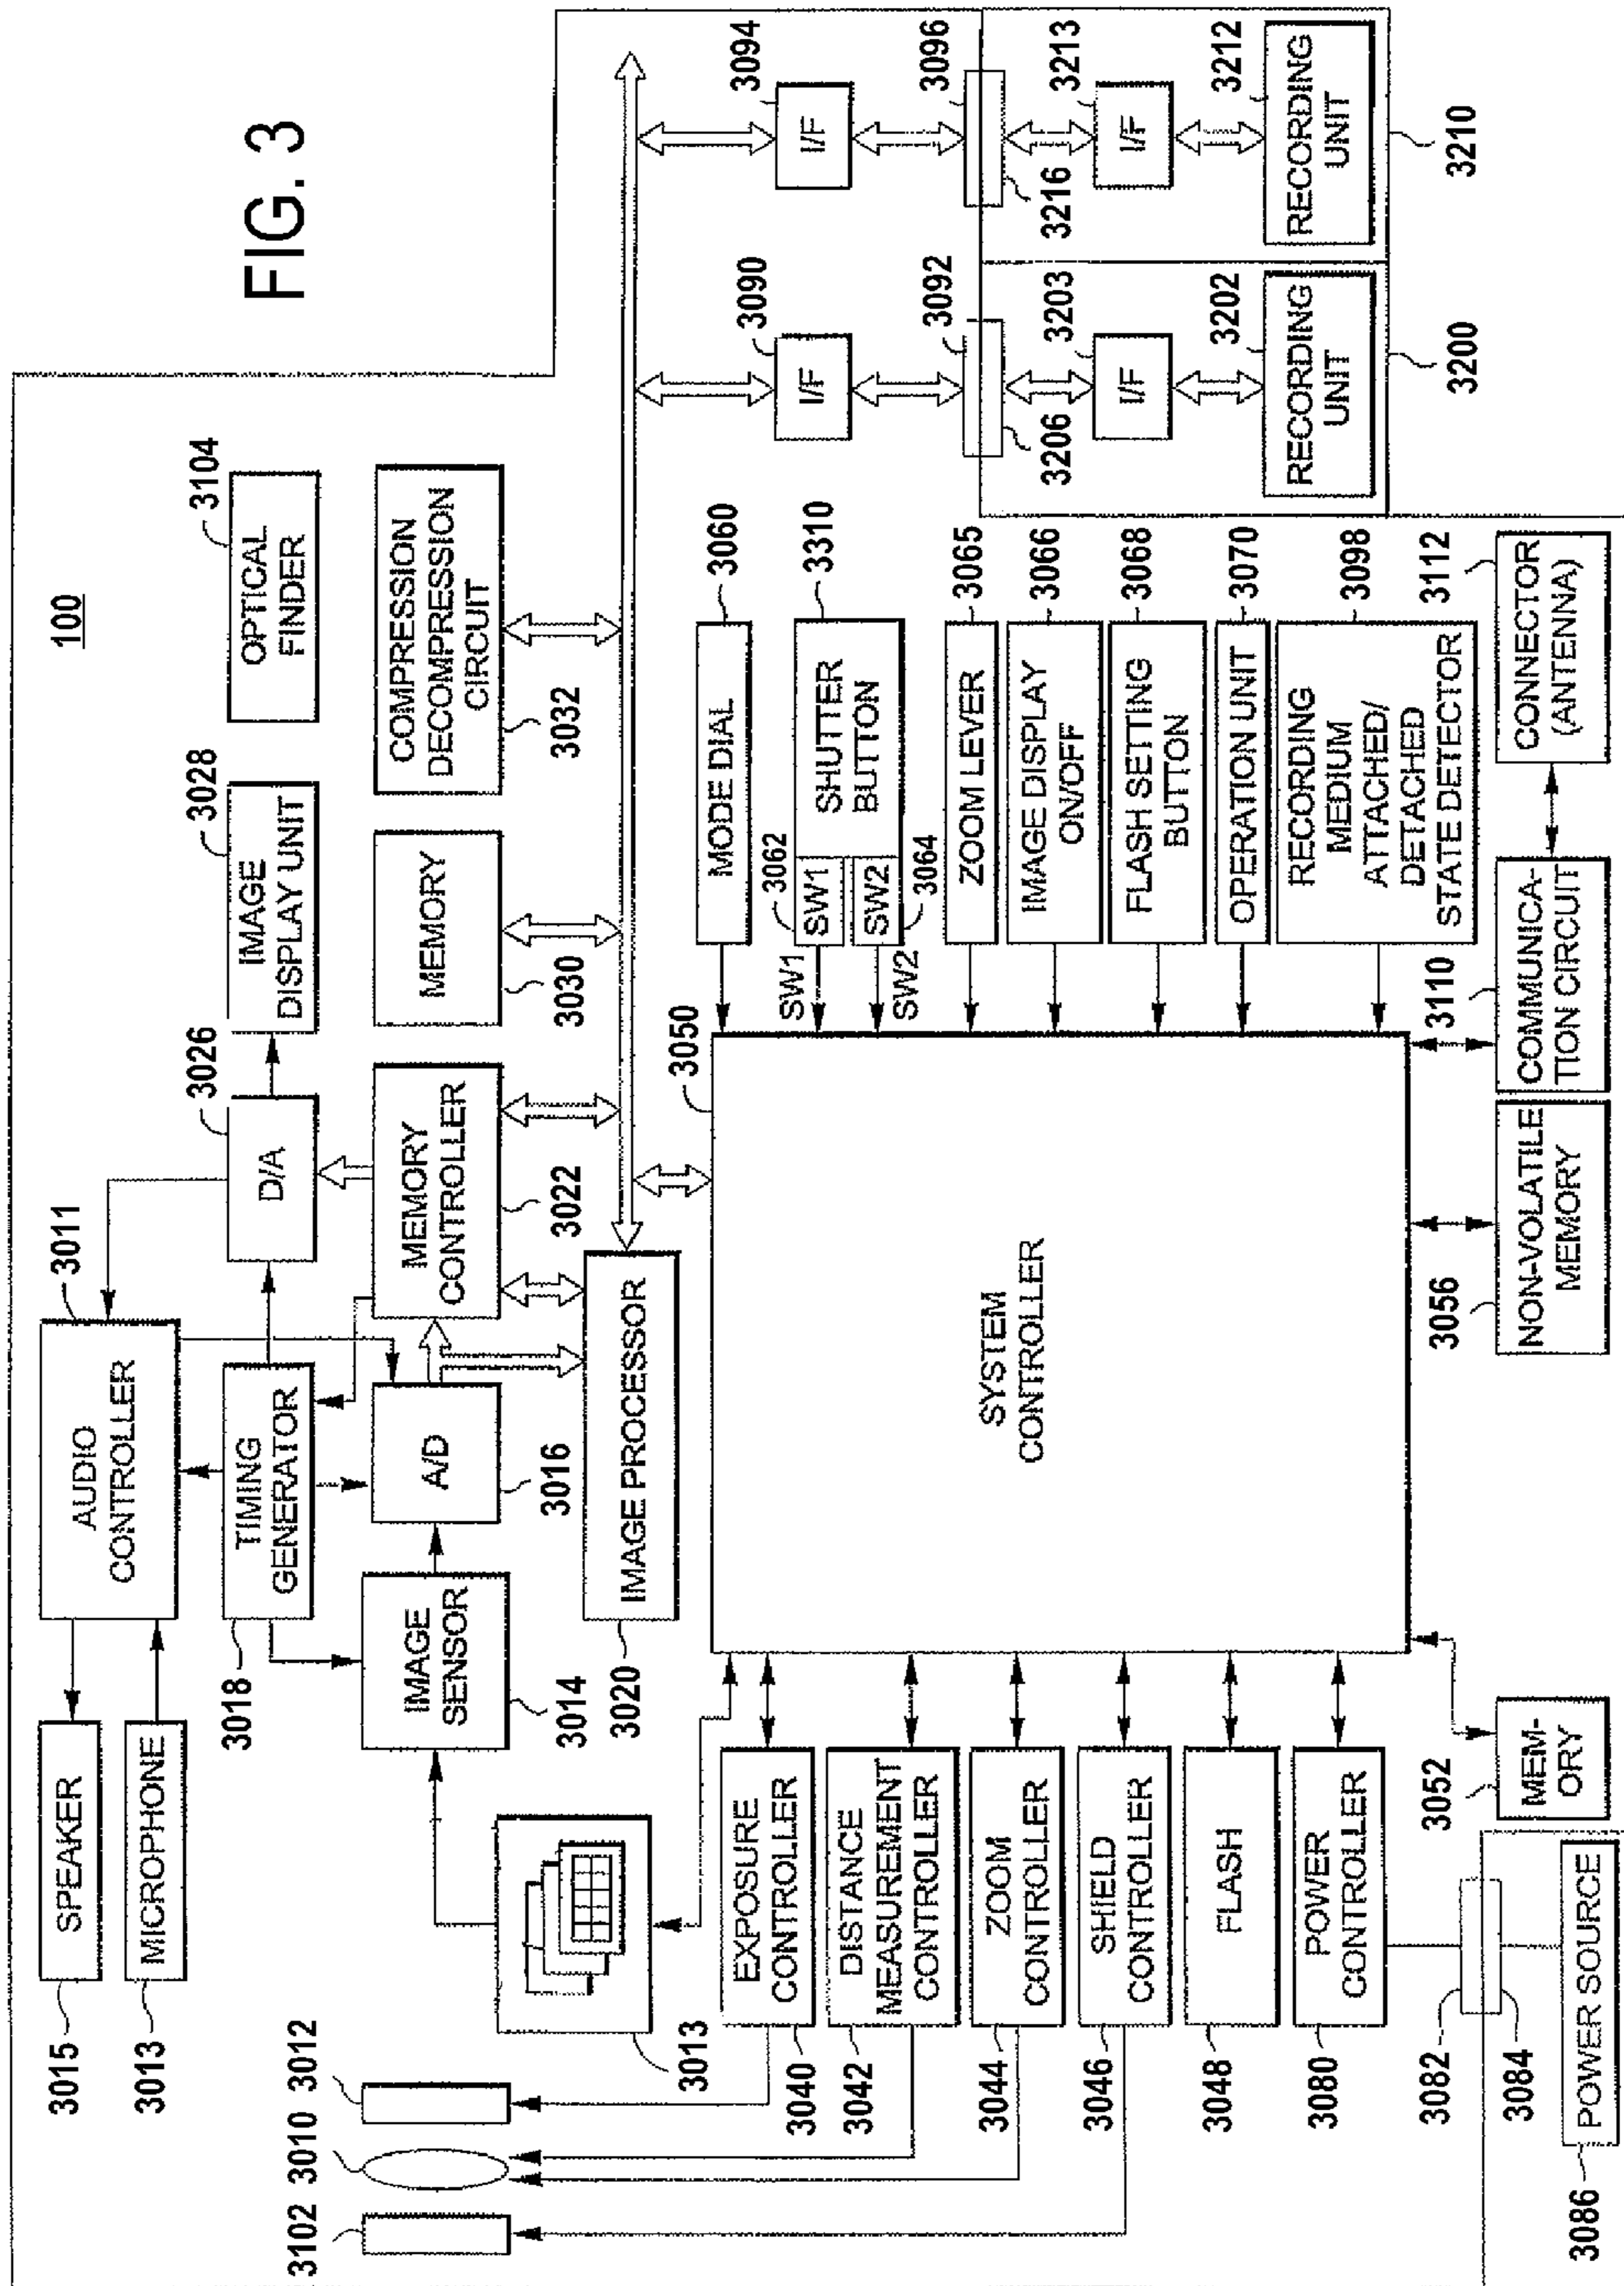 FIG. 3
100
3015
SPEAKER
3013
MICROPHONE
3011
AUDIO
CONTROLLER
3018
TIMING
GENERATOR
3026
D/A
3028
IMAGE
DISPLAY UNIT
3104
OPTICAL
FINDER
3102
3010
3012
3013
3014
IMAGE
SENSOR
3016
A/D
3022
MEMORY
CONTROLLER
3030
MEMORY
3032
COMPRESSION
DECOMPRESSION
CIRCUIT
3020
IMAGE PROCESSOR
3040
EXPOSURE
CONTROLLER
3042
DISTANCE
MEASUREMENT
CONTROLLER
3044
ZOOM
CONTROLLER
3046
SHIELD
CONTROLLER
3048
FLASH
3080
POWER
CONTROLLER
3082
3084
3086
POWER SOURCE
3050
SYSTEM
CONTROLLER
3052
MEM-
ORY
3056
NON-VOLATILE
MEMORY
3110
COMMUNICA-
TION CIRCUIT
3112
CONNECTOR
(ANTENNA)
MODE DIAL
3060
3062
SW1
SW1
SHUTTER
BUTTON
3310
SW2
SW2
3064
ZOOM LEVER
3065
IMAGE DISPLAY
ON/OFF
3066
FLASH SETTING
BUTTON
3068
OPERATION UNIT
3070
RECORDING
MEDIUM
ATTACHED/
DETACHED
STATE DETECTOR
3098
3090
I/F
3092
3206
3203
I/F
3202
RECORDING
UNIT
3200
3094
I/F
3096
3216
3213
I/F
3212
RECORDING
UNIT
3210